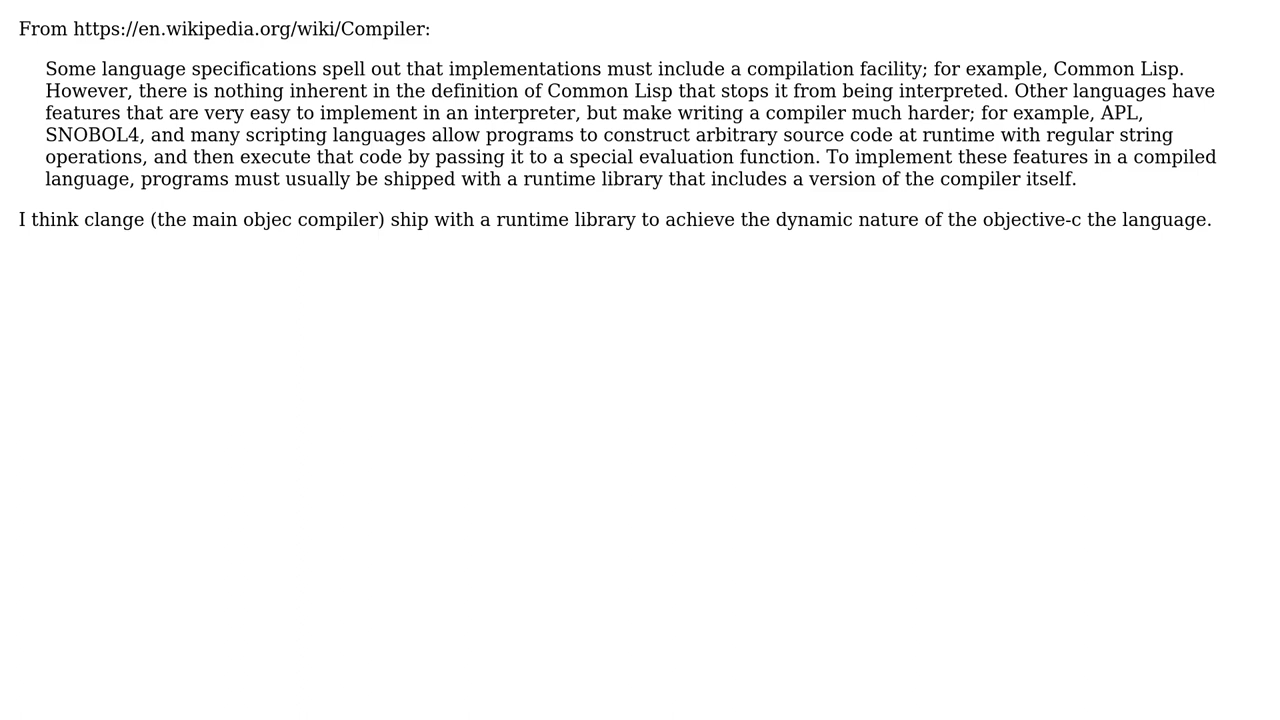 From https://en.wikipedia.org/wiki/Compiler:
Some language specifications spell out that implementations must include a compilation facility; for example, Common Lisp.
However, there is nothing inherent in the definition of Common Lisp that stops it from being interpreted. Other languages have
features that are very easy to implement in an interpreter, but make writing a compiler much harder; for example, APL,
SNOBOL4, and many scripting languages allow programs to construct arbitrary source code at runtime with regular string
operations, and then execute that code by passing it to a special evaluation function. To implement these features in a compiled
language, programs must usually be shipped with a runtime library that includes a version of the compiler itself.
I think clange (the main objec compiler) ship with a runtime library to achieve the dynamic nature of the objective-c the language.